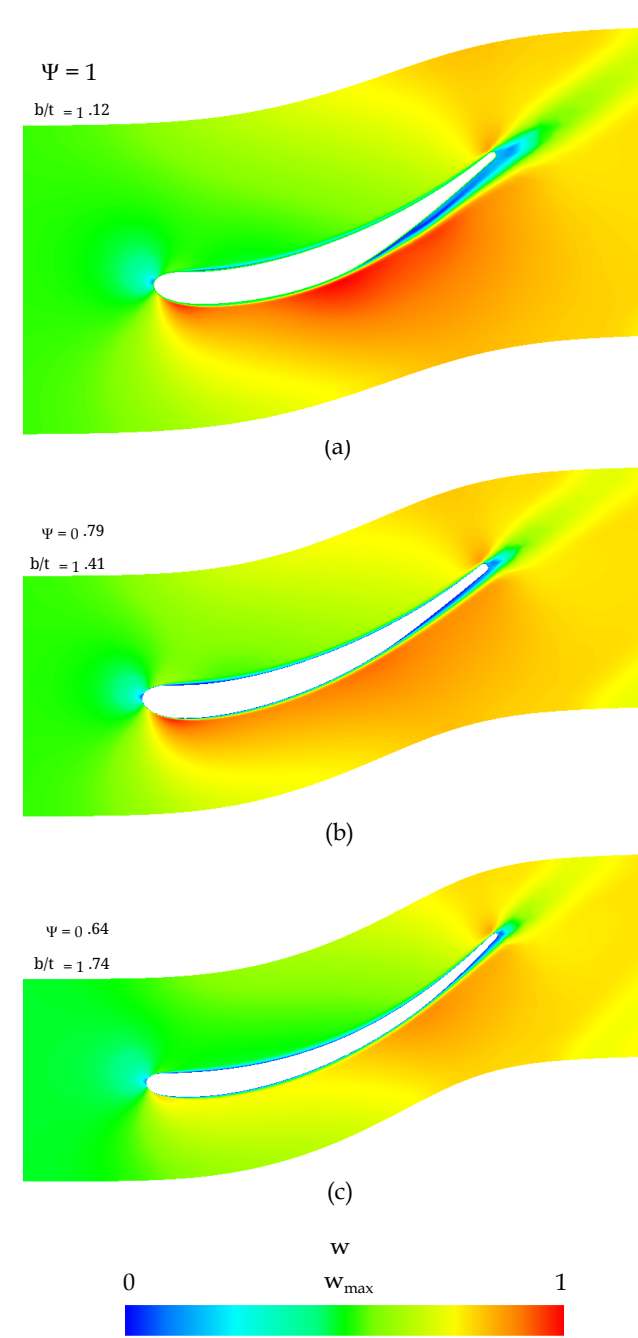 Ψ = 1
b/t = 1 .12
(a)
Ψ = 0 .79
b/t = 1 .41
(b)
Ψ = 0 .64
b/t = 1 .74
(c)
w
0 w_max 1